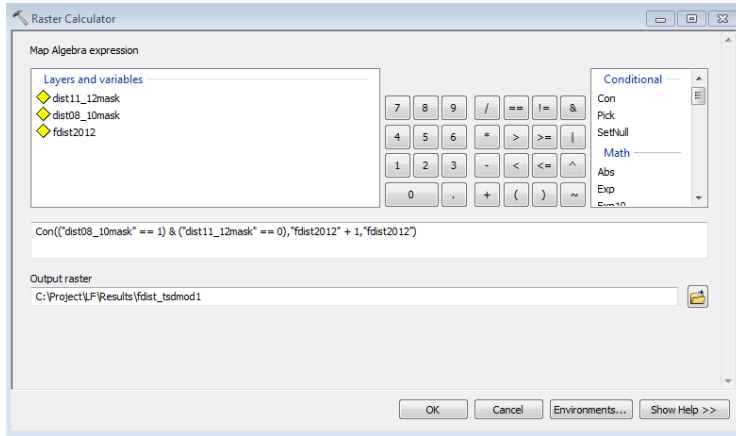 Raster Calculator
Map Algebra expression
Layers and variables
dist11_12mask
dist08_10mask
fdist2012
7 8 9 / == != &
4 5 6 * > >= |
1 2 3 - < <= ^
0 . + ( ) ~
Conditional
Con
Pick
SetNull
Math
Abs
Exp
Exp10
Con(("dist08_10mask" == 1) & ("dist11_12mask" == 0),"fdist2012" + 1,"fdist2012")
Output raster
C:\Project\LF\Results\fdist_tsdmod1
OK Cancel Environments... Show Help >>